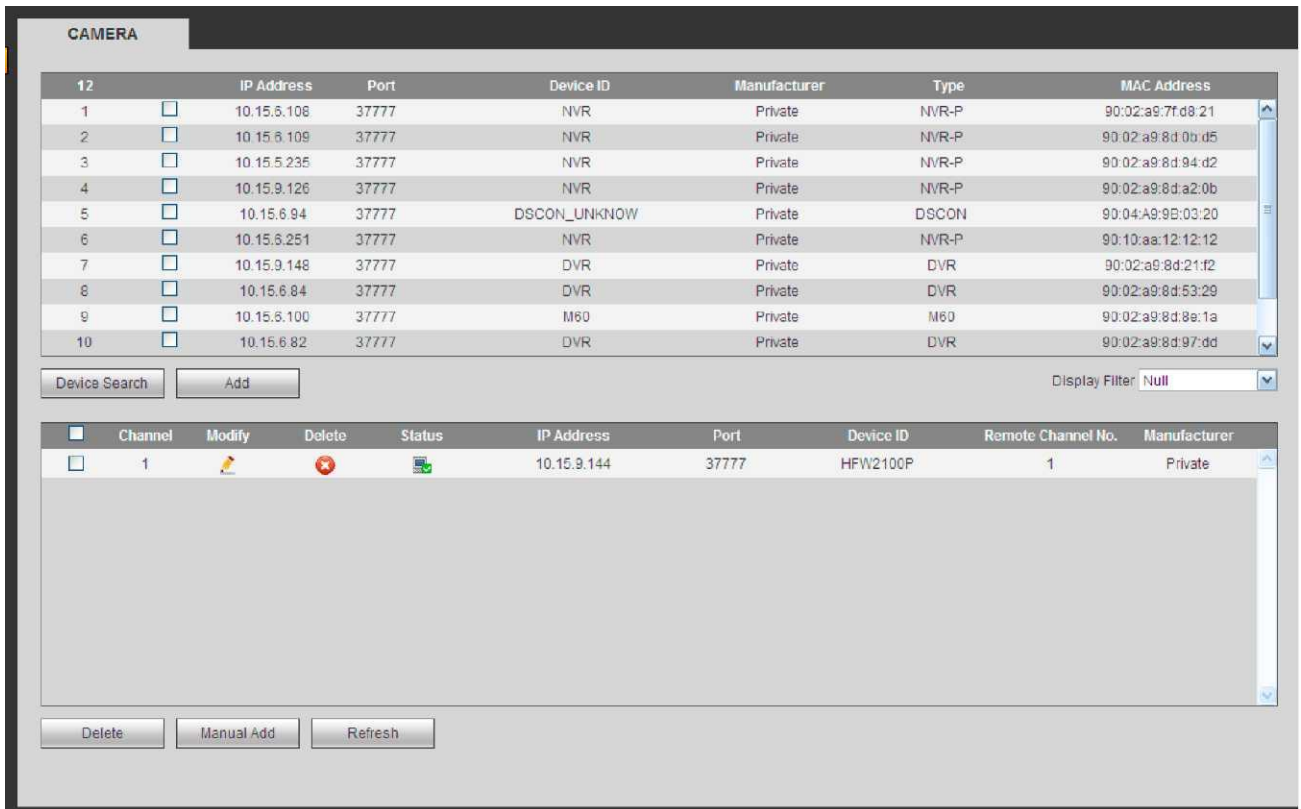 CAMERA
12 IP Address Port Device ID Manufacturer Type MAC Address
1 10.15.6.108 37777 NVR Private NVR-P 90:02:a9:7f:d8:21
2 10.15.6.109 37777 NVR Private NVR-P 90:02:a9:8d:0b:d5
3 10.15.5.235 37777 NVR Private NVR-P 90:02:a9:8d:94:d2
4 10.15.9.126 37777 NVR Private NVR-P 90:02:a9:8d:a2:0b
5 10.15.6.94 37777 DSCON_UNKNOW Private DSCON 90:04:A9:9B:03:20
6 10.15.6.251 37777 NVR Private NVR-P 90:10:aa:12:12:12
7 10.15.9.148 37777 DVR Private DVR 90:02:a9:8d:21:f2
8 10.15.6.84 37777 DVR Private DVR 90:02:a9:8d:53:29
9 10.15.6.100 37777 M60 Private M60 90:02:a9:8d:8e:1a
10 10.15.6.82 37777 DVR Private DVR 90:02:a9:8d:97:dd
Device Search Add Display Filter Null
Channel Modify Delete Status IP Address Port Device ID Remote Channel No. Manufacturer
1 10.15.9.144 37777 HFW2100P 1 Private
Delete Manual Add Refresh